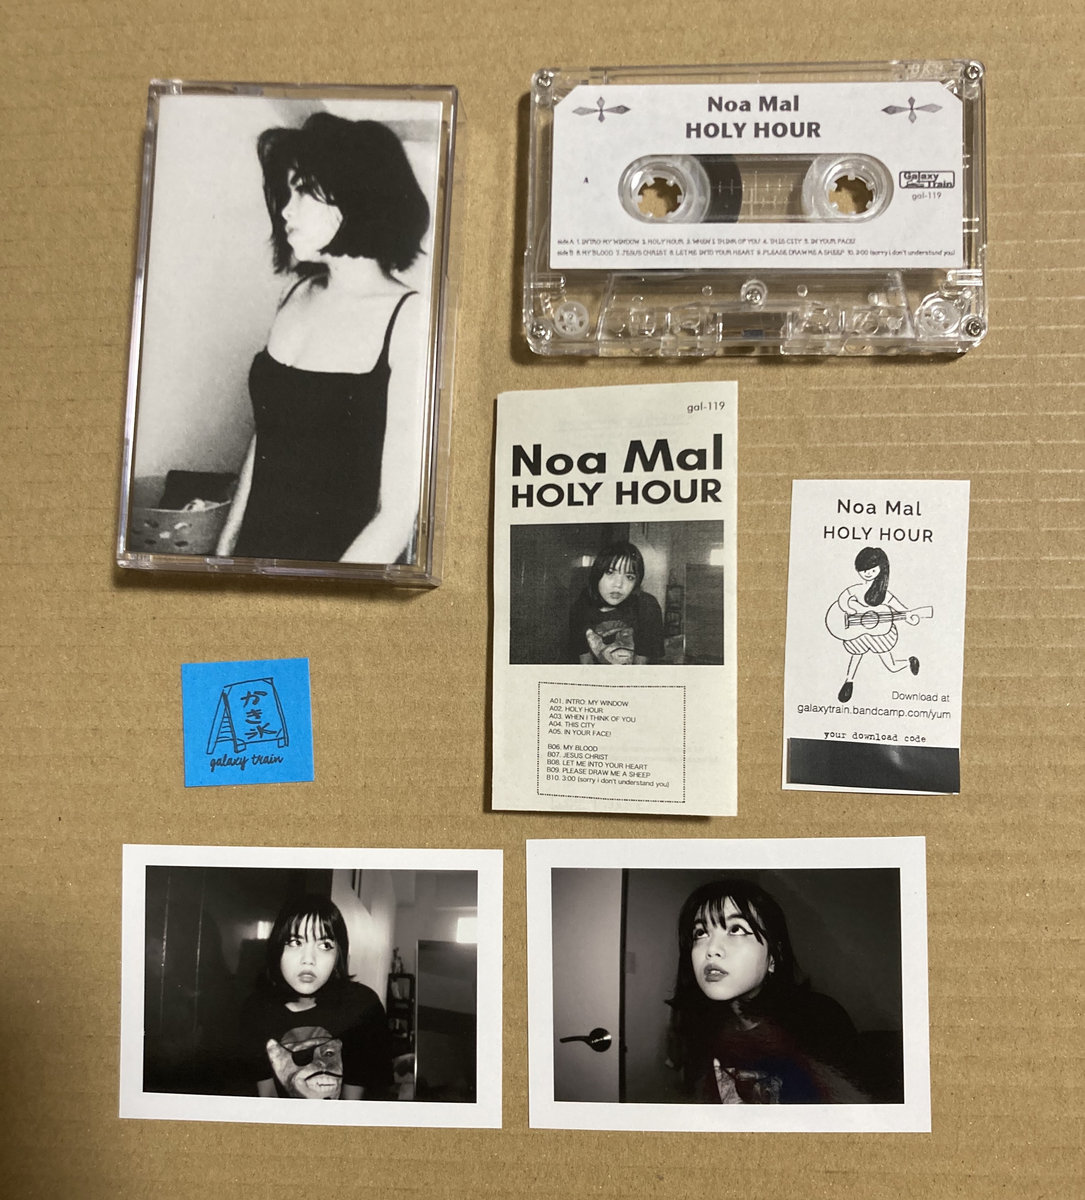 Noa Mal
HOLY HOUR
A
Galaxy
Train
gal-119
side A 1. INTRO: MY WINDOW 2. HOLY HOUR 3. WHEN I THINK OF YOU 4. THIS CITY 5. IN YOUR FACE!
side B 6. MY BLOOD 7. JESUS CHRIST 8. LET ME INTO YOUR HEART 9. PLEASE DRAW ME A SHEEP 10. 3:00 (sorry i don't understand you)
gal-119
Noa Mal
HOLY HOUR
A01. INTRO: MY WINDOW
A02. HOLY HOUR
A03. WHEN I THINK OF YOU
A04. THIS CITY
A05. IN YOUR FACE!
B06. MY BLOOD
B07. JESUS CHRIST
B08. LET ME INTO YOUR HEART
B09. PLEASE DRAW ME A SHEEP
B10. 3:00 (sorry i don't understand you)
Noa Mal
HOLY HOUR
Download at
galaxytrain.bandcamp.com/yum
your download code
かき氷
galaxy train